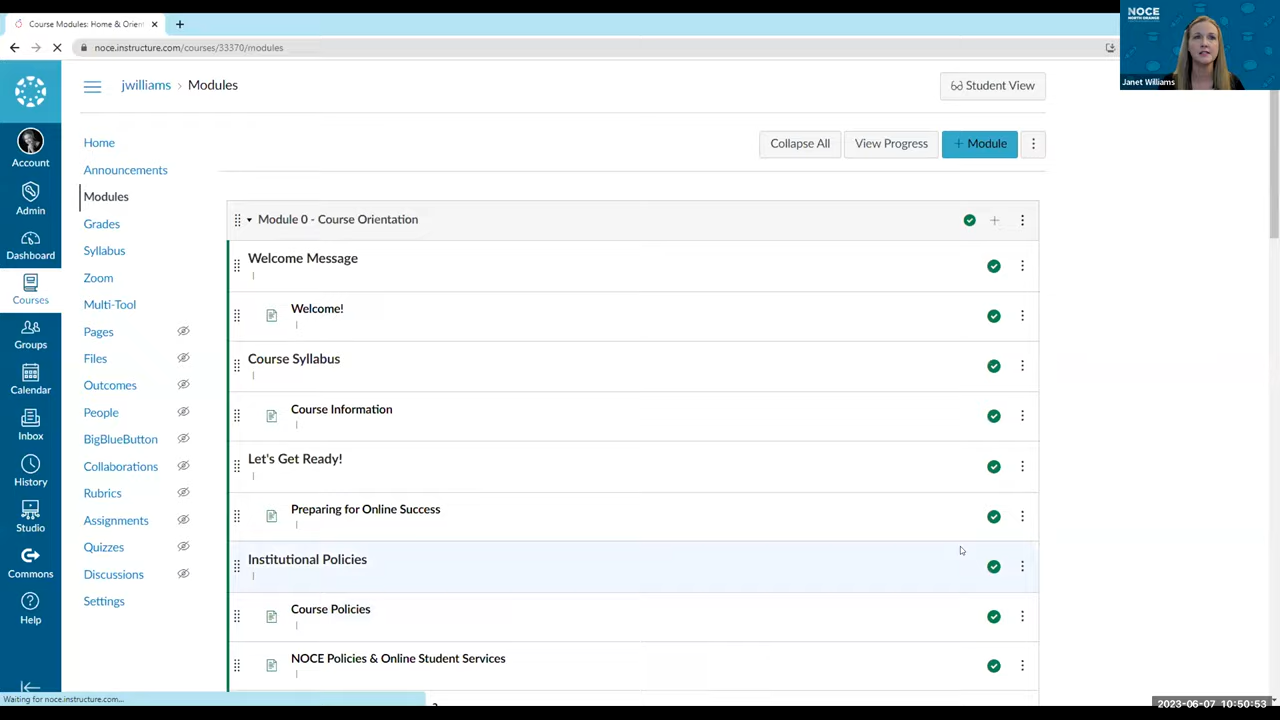 Course Modules: Home & Orien
noce.instructure.com/courses/33370/modules
NOCE
NORTH ORANGE
Janet Williams
jwilliams > Modules
Student View
Collapse All
View Progress
+ Module
Account
Admin
Dashboard
Courses
Groups
Calendar
Inbox
History
Studio
Commons
Help
Home
Announcements
Modules
Grades
Syllabus
Zoom
Multi-Tool
Pages
Files
Outcomes
People
BigBlueButton
Collaborations
Rubrics
Assignments
Quizzes
Discussions
Settings
Module 0 - Course Orientation
Welcome Message
Welcome!
Course Syllabus
Course Information
Let's Get Ready!
Preparing for Online Success
Institutional Policies
Course Policies
NOCE Policies & Online Student Services
Waiting for noce.instructure.com...
2023-06-07 10:50:53